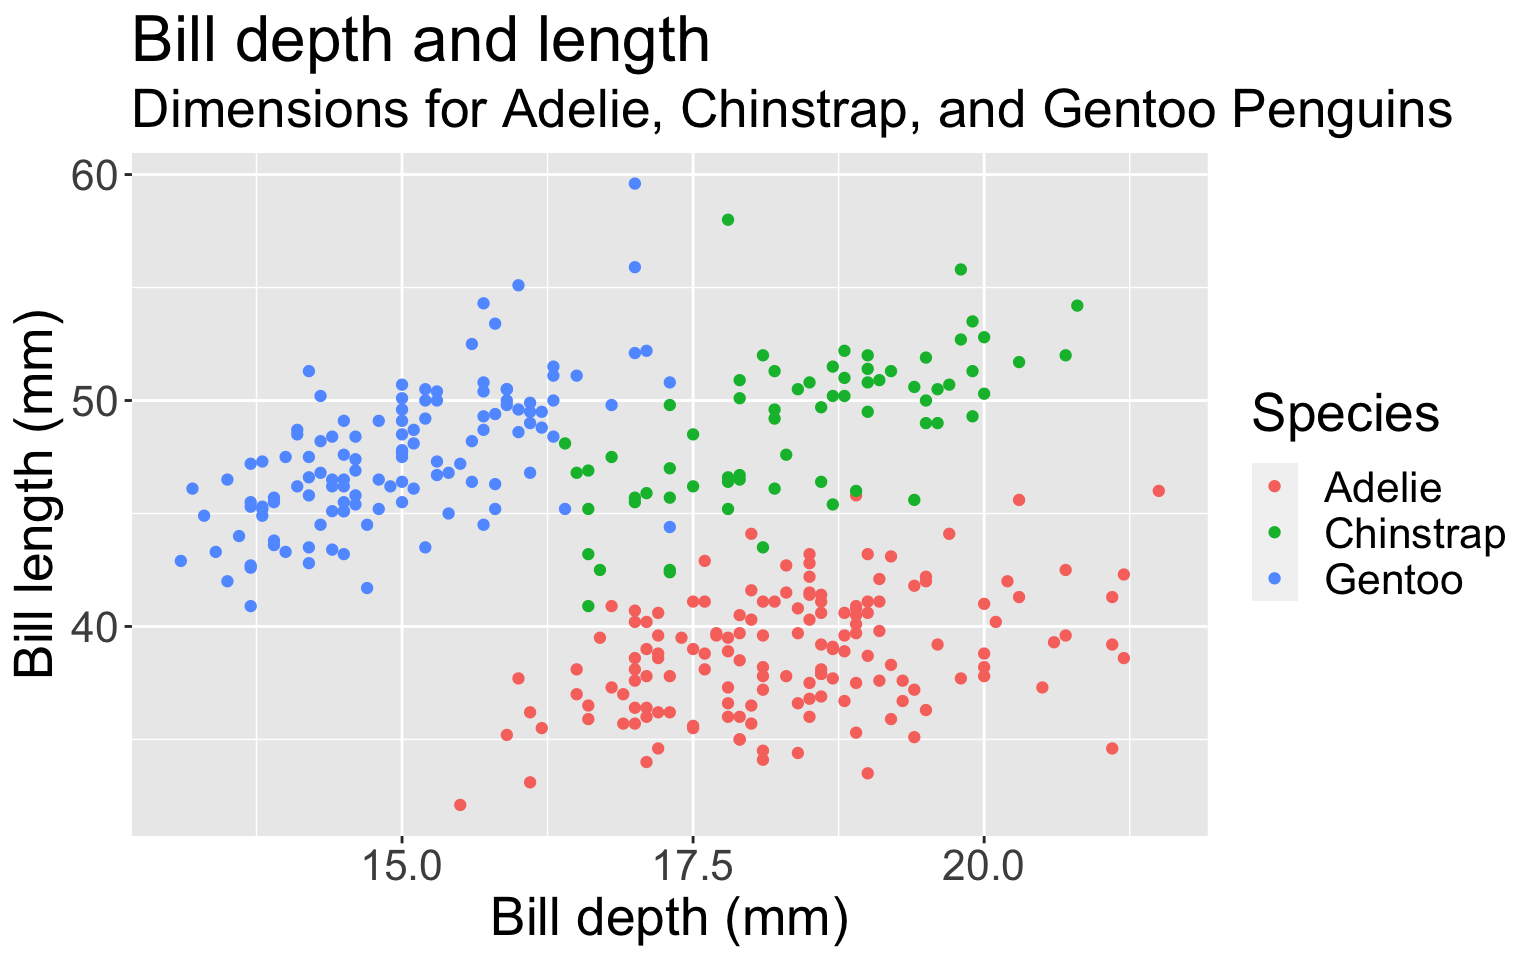 Bill depth and length
Dimensions for Adelie, Chinstrap, and Gentoo Penguins
60
50
40
Bill length (mm)
15.0 17.5 20.0
Bill depth (mm)
Species
Adelie
Chinstrap
Gentoo